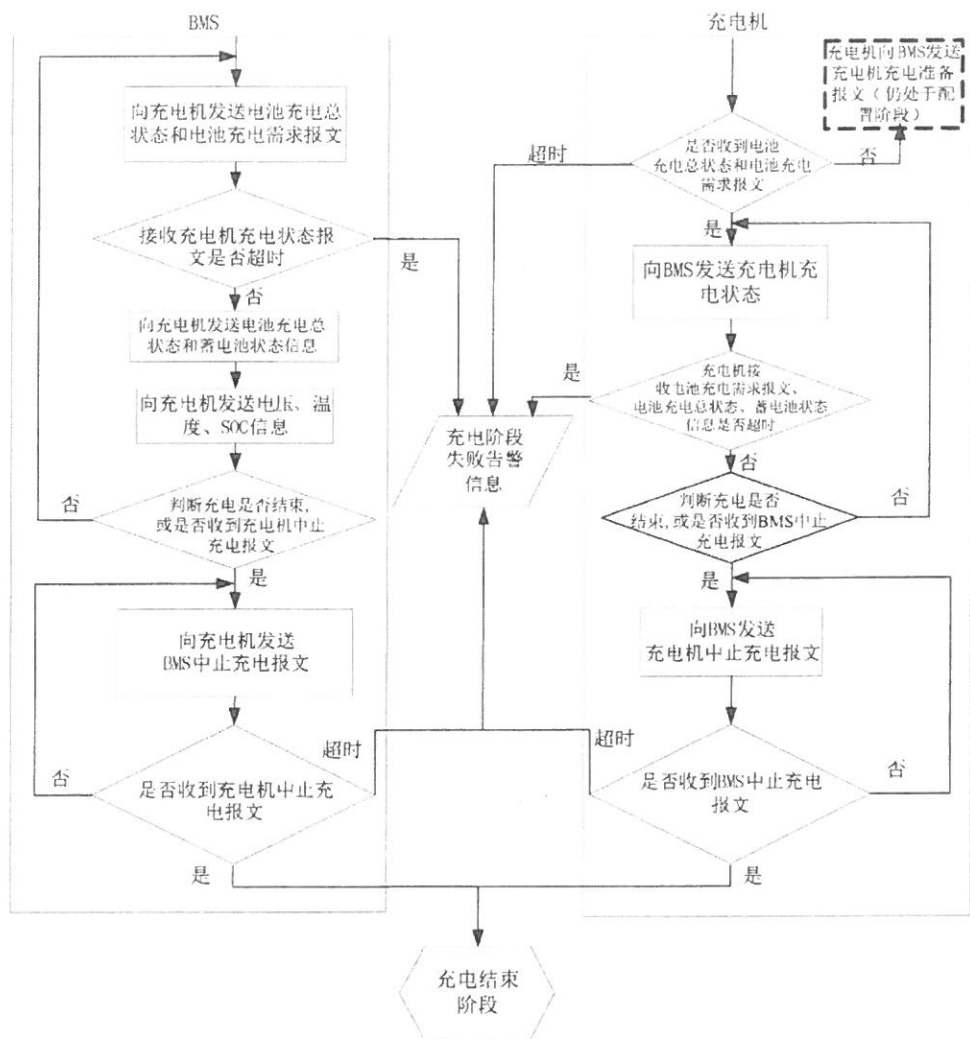 BMS
向充电机发送电池充电总
状态和电池充电需求报文
接收充电机充电状态报
文是否超时
是
否
向充电机发送电池充电总
状态和蓄电池状态信息
向充电机发送电压、温
度、SOC信息
否
判断充电是否结束,
或是否收到充电机中止
充电报文
是
向充电机发送
BMS中止充电报文
否
是否收到充电机中止充
电报文
超时
是
充电机
充电机向BMS发送
充电机充电准备
报文（仍处于配
置阶段）
超时
是否收到电池
充电总状态和电池充电
需求报文
否
是
向BMS发送充电机充
电状态
是
充电机接
收电池充电需求报文、
电池充电总状态、蓄电池状态
信息是否超时
否
充电阶段
失败告警
信息
判断充电是否
结束,或是否收到BMS中止
充电报文
否
是
向BMS发送
充电机中止充电报文
超时
是否收到BMS中止充电
报文
否
是
充电结束
阶段